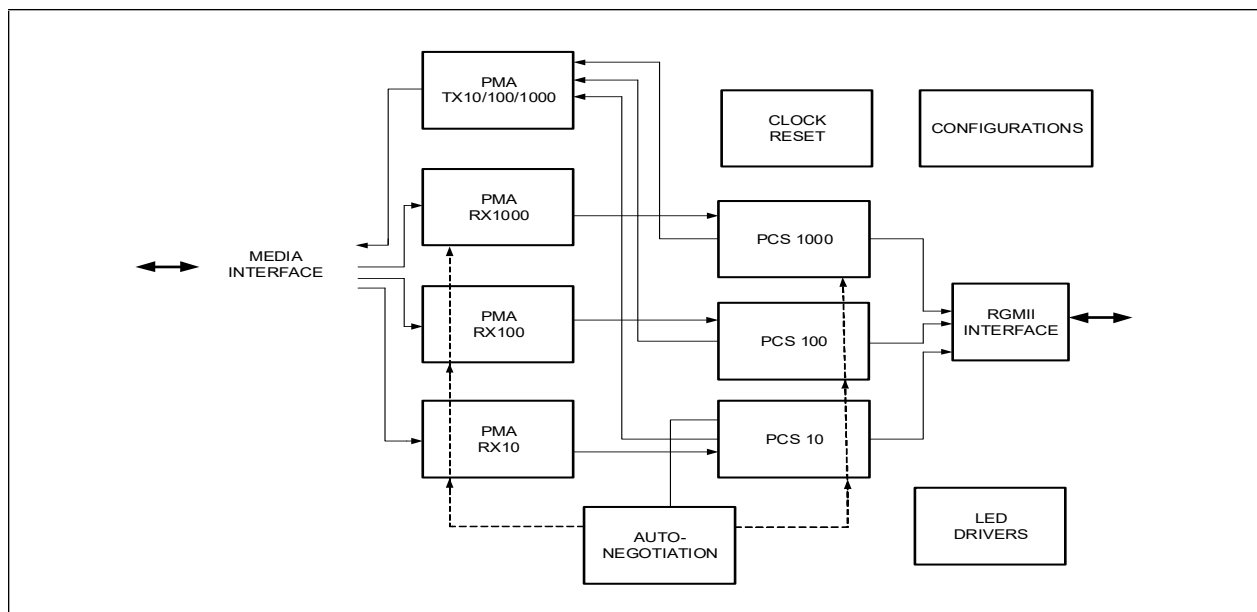 PMA
TX10/100/1000
CLOCK
RESET
CONFIGURATIONS
PMA
RX1000
PCS 1000
MEDIA
INTERFACE
PMA
RX100
PCS 100
RGMII
INTERFACE
PMA
RX10
PCS 10
AUTO-
NEGOTIATION
LED
DRIVERS